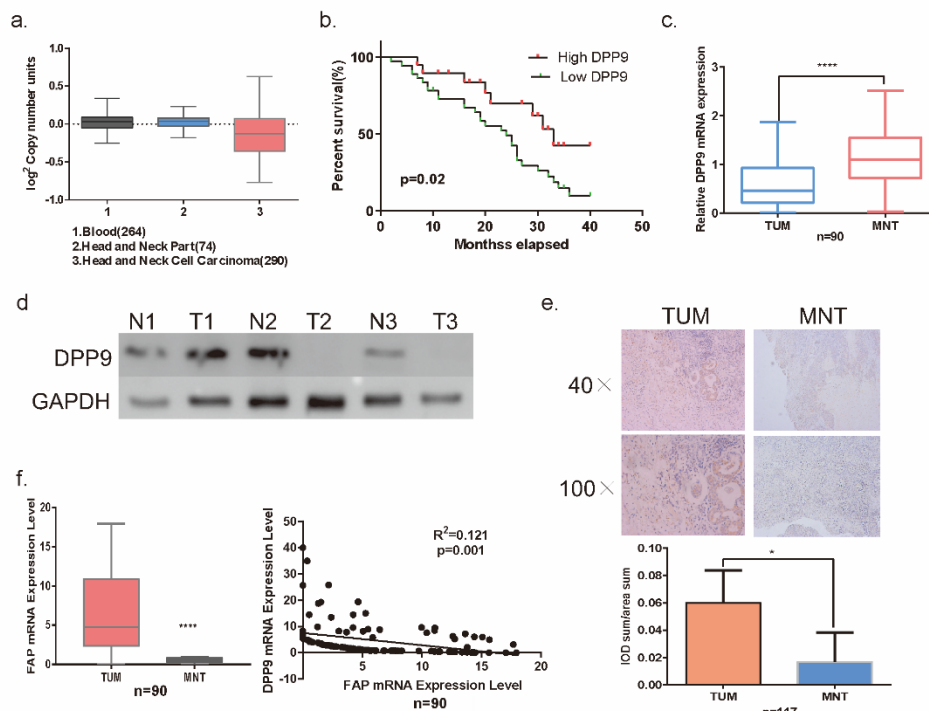 a.
log² Copy number units
1.0
0.5
0.0
-0.5
-1.0
1 2 3
1.Blood(264)
2.Head and Neck Part(74)
3.Head and Neck Cell Carcinoma(290)
b.
Percent survival(%)
100
50
0
High DPP9
Low DPP9
p=0.02
0 10 20 30 40 50
Monthss elapsed
c.
Relative DPP9 mRNA expression
3
2
1
0
****
TUM MNT
n=90
d
N1 T1 N2 T2 N3 T3
DPP9
GAPDH
e.
TUM MNT
40×
100×
IOD sum/area sum
0.10
0.08
0.06
0.04
0.02
0.00
*
TUM MNT
f.
FAP mRNA Expression Level
20
15
10
5
0
****
TUM MNT
n=90
DPP9 mRNA Expression Level
50
40
30
20
10
0
-10
R²=0.121
p=0.001
5 10 15 20
FAP mRNA Expression Level
n=90